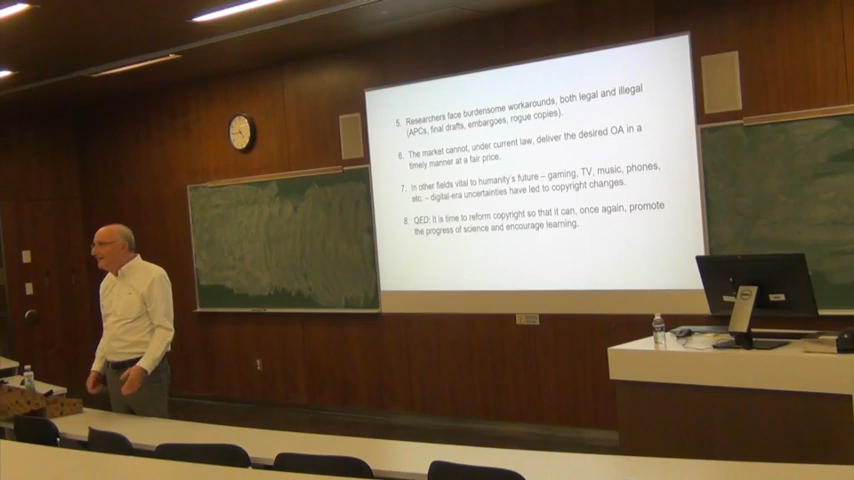 5. Researchers face burdensome workarounds, both legal and illegal
(APCs, final drafts, embargoes, rogue copies).
6. The market cannot, under current law, deliver the desired OA in a
timely manner at a fair price.
7. In other fields vital to humanity's future – gaming, TV, music, phones,
etc. – digital-era uncertainties have led to copyright changes.
8. QED: It is time to reform copyright so that it can, once again, promote
the progress of science and encourage learning.
DELL